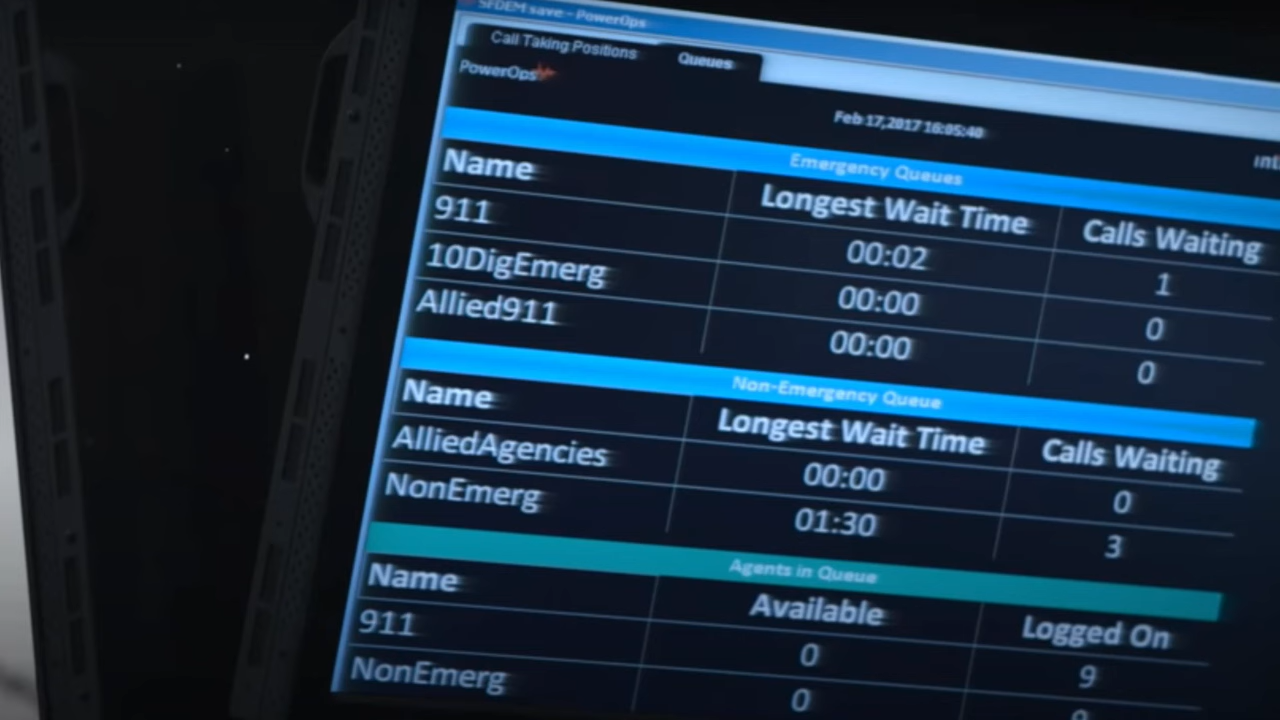 SFDEM save - PowerOps
Call Taking Positions Queues
PowerOps
Feb 17,2017 16:05:40
Emergency Queues
Name Longest Wait Time Calls Waiting
911 00:02 1
10DigEmerg 00:00 0
Allied911 00:00 0
Non-Emergency Queue
Name Longest Wait Time Calls Waiting
AlliedAgencies 00:00 0
NonEmerg 01:30 3
Agents in Queue
Name Available Logged On
911 0 9
NonEmerg 0